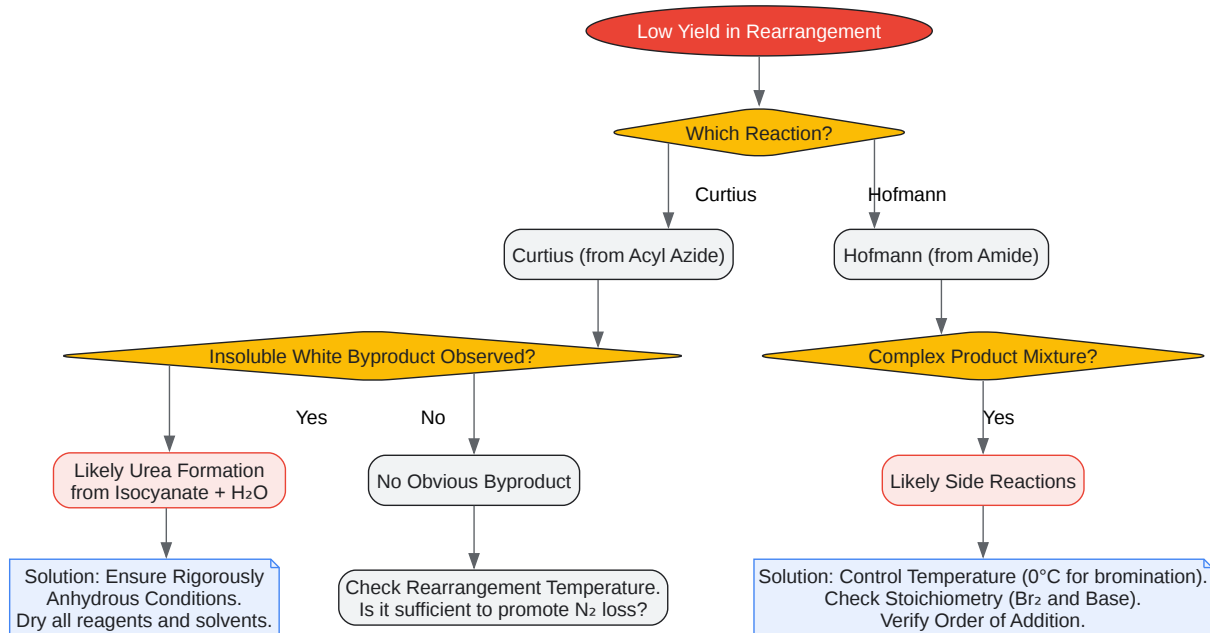 Low Yield in Rearrangement
Which Reaction?
Curtius
Hofmann
Curtius (from Acyl Azide)
Hofmann (from Amide)
Insoluble White Byproduct Observed?
Complex Product Mixture?
Yes
No
Yes
Likely Urea Formation
from Isocyanate + H₂O
No Obvious Byproduct
Likely Side Reactions
Solution: Ensure Rigorously
Anhydrous Conditions.
Dry all reagents and solvents.
Check Rearrangement Temperature.
Is it sufficient to promote N₂ loss?
Solution: Control Temperature (0°C for bromination).
Check Stoichiometry (Br₂ and Base).
Verify Order of Addition.